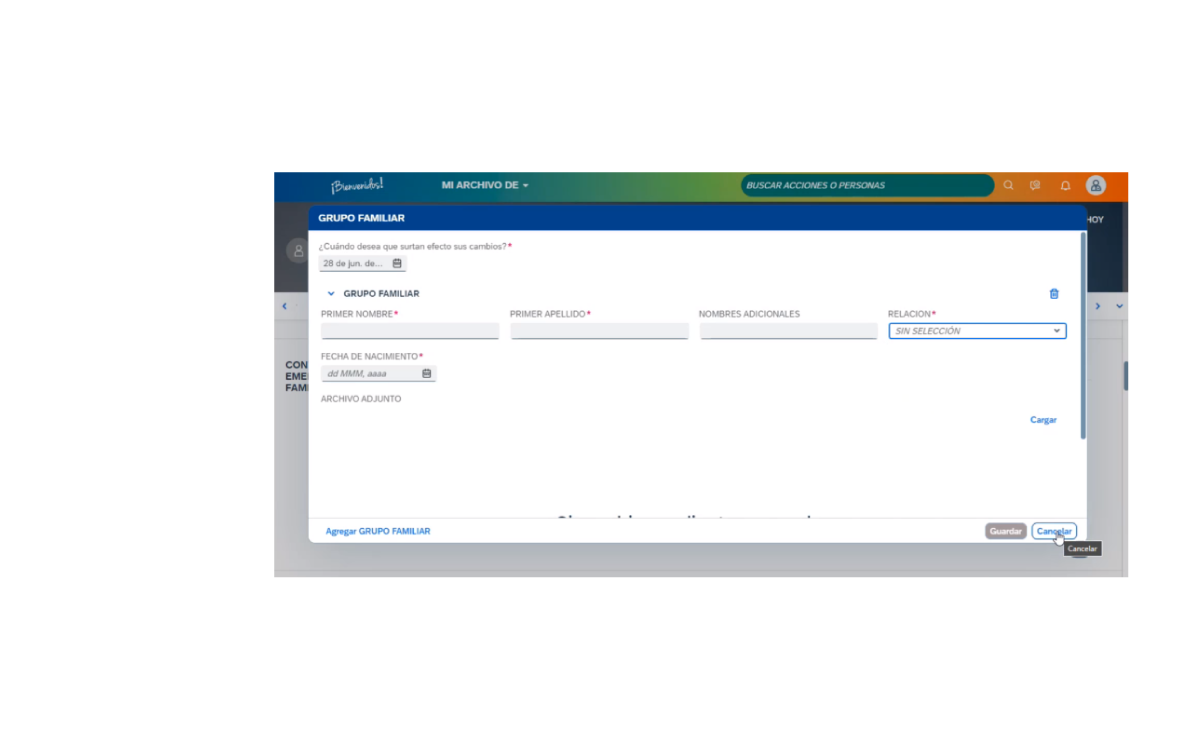 ¡Bienvenidos!
MI ARCHIVO DE
BUSCAR ACCIONES O PERSONAS
GRUPO FAMILIAR
HOY
¿Cuándo desea que surtan efecto sus cambios?*
28 de jun. de...
GRUPO FAMILIAR
PRIMER NOMBRE*
PRIMER APELLIDO*
NOMBRES ADICIONALES
RELACION*
SIN SELECCIÓN
FECHA DE NACIMIENTO*
CON
EME
FAMI
dd MMM, aaaa
ARCHIVO ADJUNTO
Cargar
Agregar GRUPO FAMILIAR
Guardar
Cancelar
Cancelar